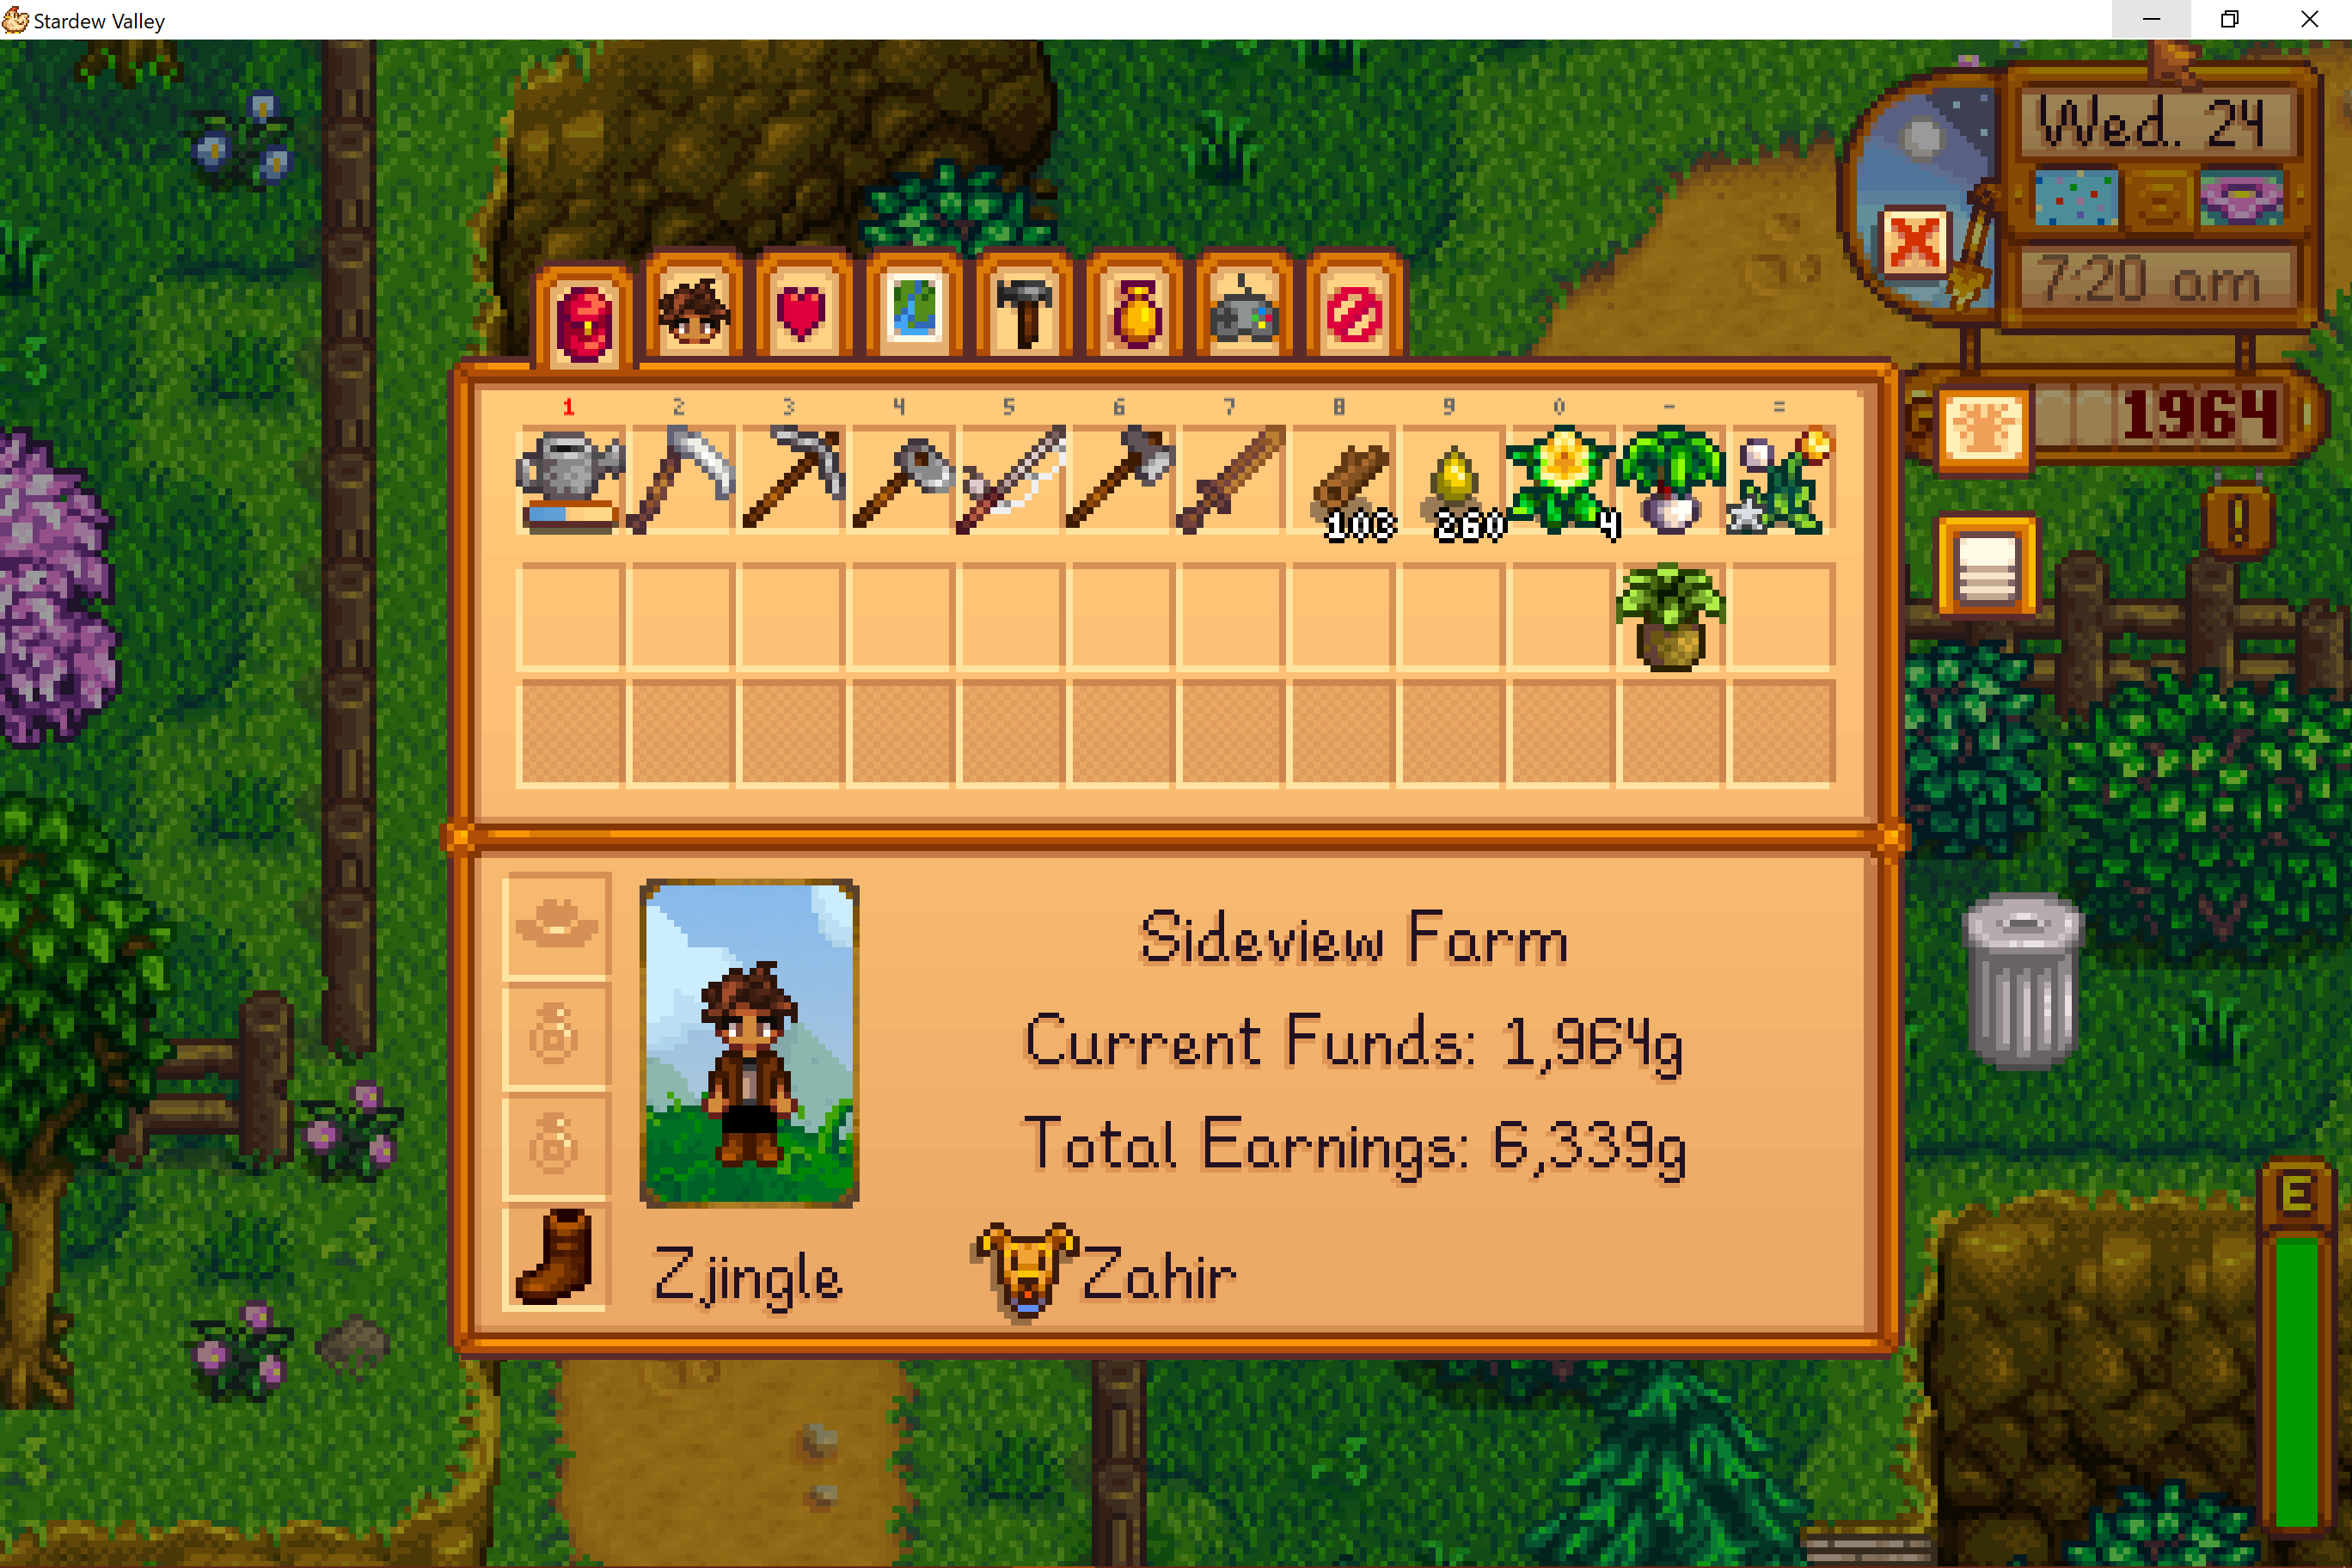 Stardew Valley
Wed. 24
7:20 am
1964
1 2 3 4 5 6 7 8 9 0 - =
103 260 4
Sideview Farm
Current Funds: 1,964g
Total Earnings: 6,339g
Zjingle
Zahir
E